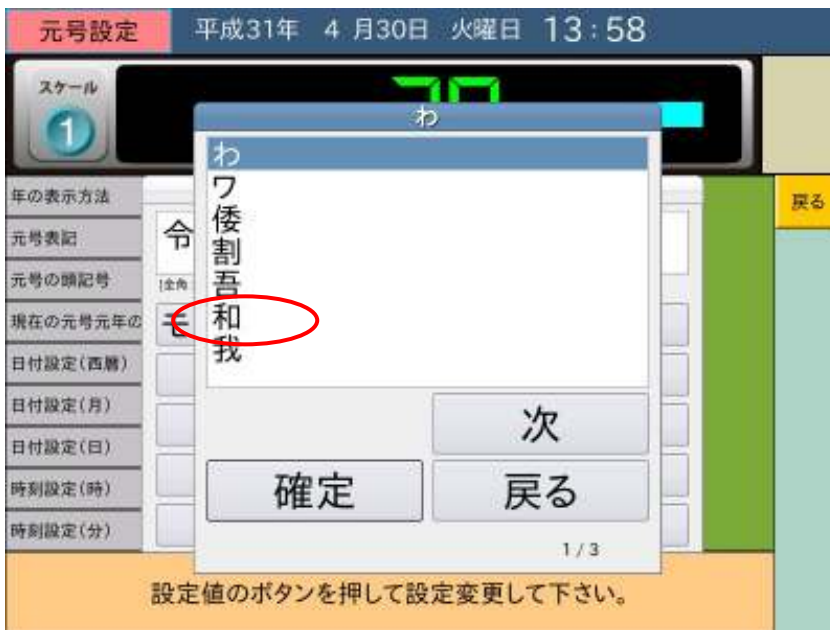 元号設定 平成31年 4月30日 火曜日 13:58
スケール
1
わ
わ
ワ
倭
割
吾
和
我
年の表示方法
元号表記
元号の頭記号
現在の元号元年の
日付設定(西暦)
日付設定(月)
日付設定(日)
時刻設定(時)
時刻設定(分)
令
[全角
モ
戻る
次
確定 戻る
1/3
設定値のボタンを押して設定変更して下さい。